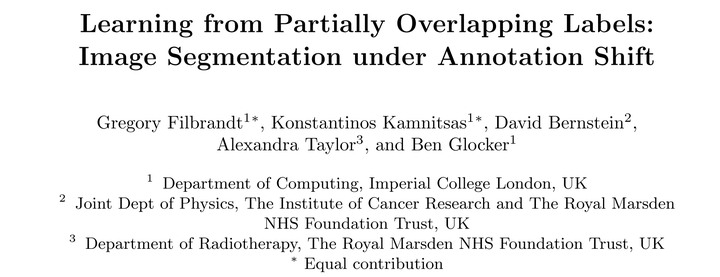 Learning from Partially Overlapping Labels:
Image Segmentation under Annotation Shift
Gregory Filbrandt¹*, Konstantinos Kamnitsas¹*, David Bernstein²,
Alexandra Taylor³, and Ben Glocker¹
¹ Department of Computing, Imperial College London, UK
² Joint Dept of Physics, The Institute of Cancer Research and The Royal Marsden
NHS Foundation Trust, UK
³ Department of Radiotherapy, The Royal Marsden NHS Foundation Trust, UK
* Equal contribution